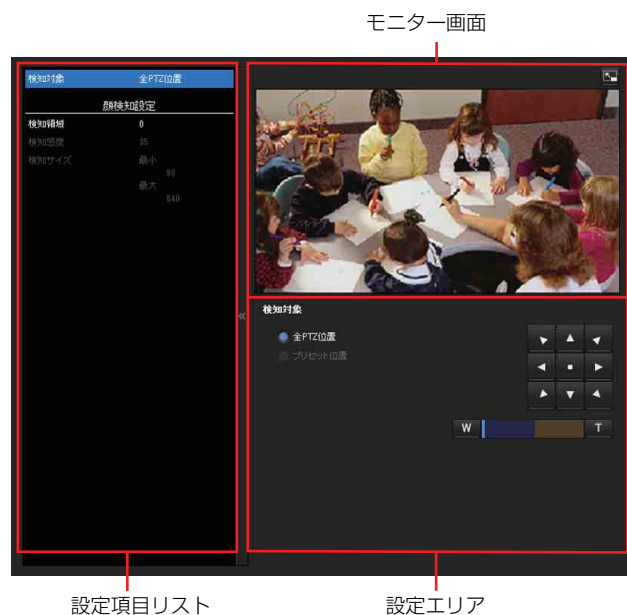 モニター画面
検知対象 全PTZ位置
顔検知設定
検知領域 0
検知感度 35
検知サイズ 最小
80
最大
640
検知対象
全PTZ位置
プリセット位置
W T
設定項目リスト 設定エリア